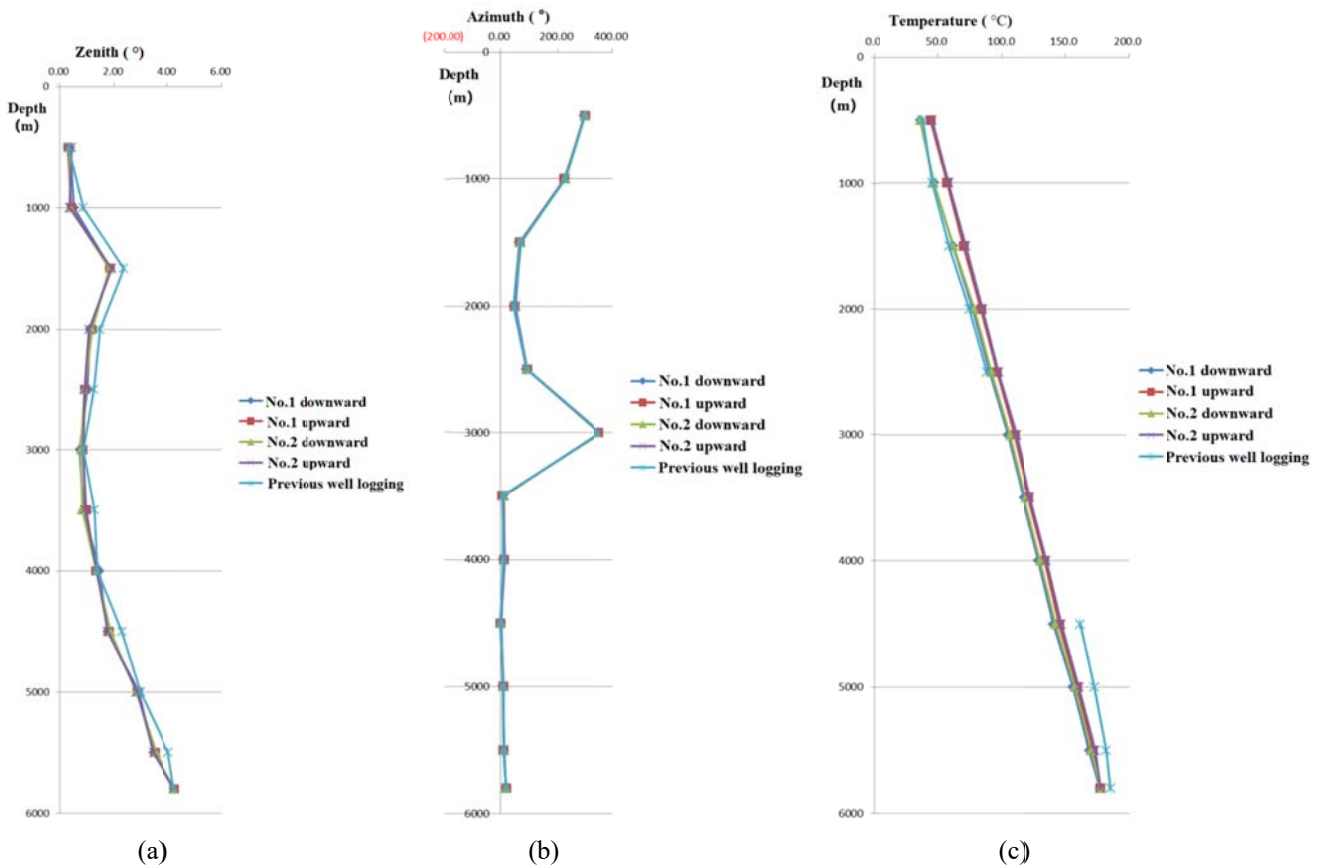 Zenith ( °)
0.00 2.00 4.00 6.00
0
Depth
(m)
1000
2000
3000
4000
5000
6000
No.1 downward
No.1 upward
No.2 downward
No.2 upward
Previous well logging
(a)
Azimuth ( °)
(200.00) 0.00 200.00 400.00
0
Depth
(m)
1000
2000
3000
4000
5000
6000
No.1 downward
No.1 upward
No.2 downward
No.2 upward
Previous well logging
(b)
Temperature ( °C)
0.0 50.0 100.0 150.0 200.0
0
Depth
(m)
1000
2000
3000
4000
5000
6000
No.1 downward
No.1 upward
No.2 downward
No.2 upward
Previous well logging
(c)